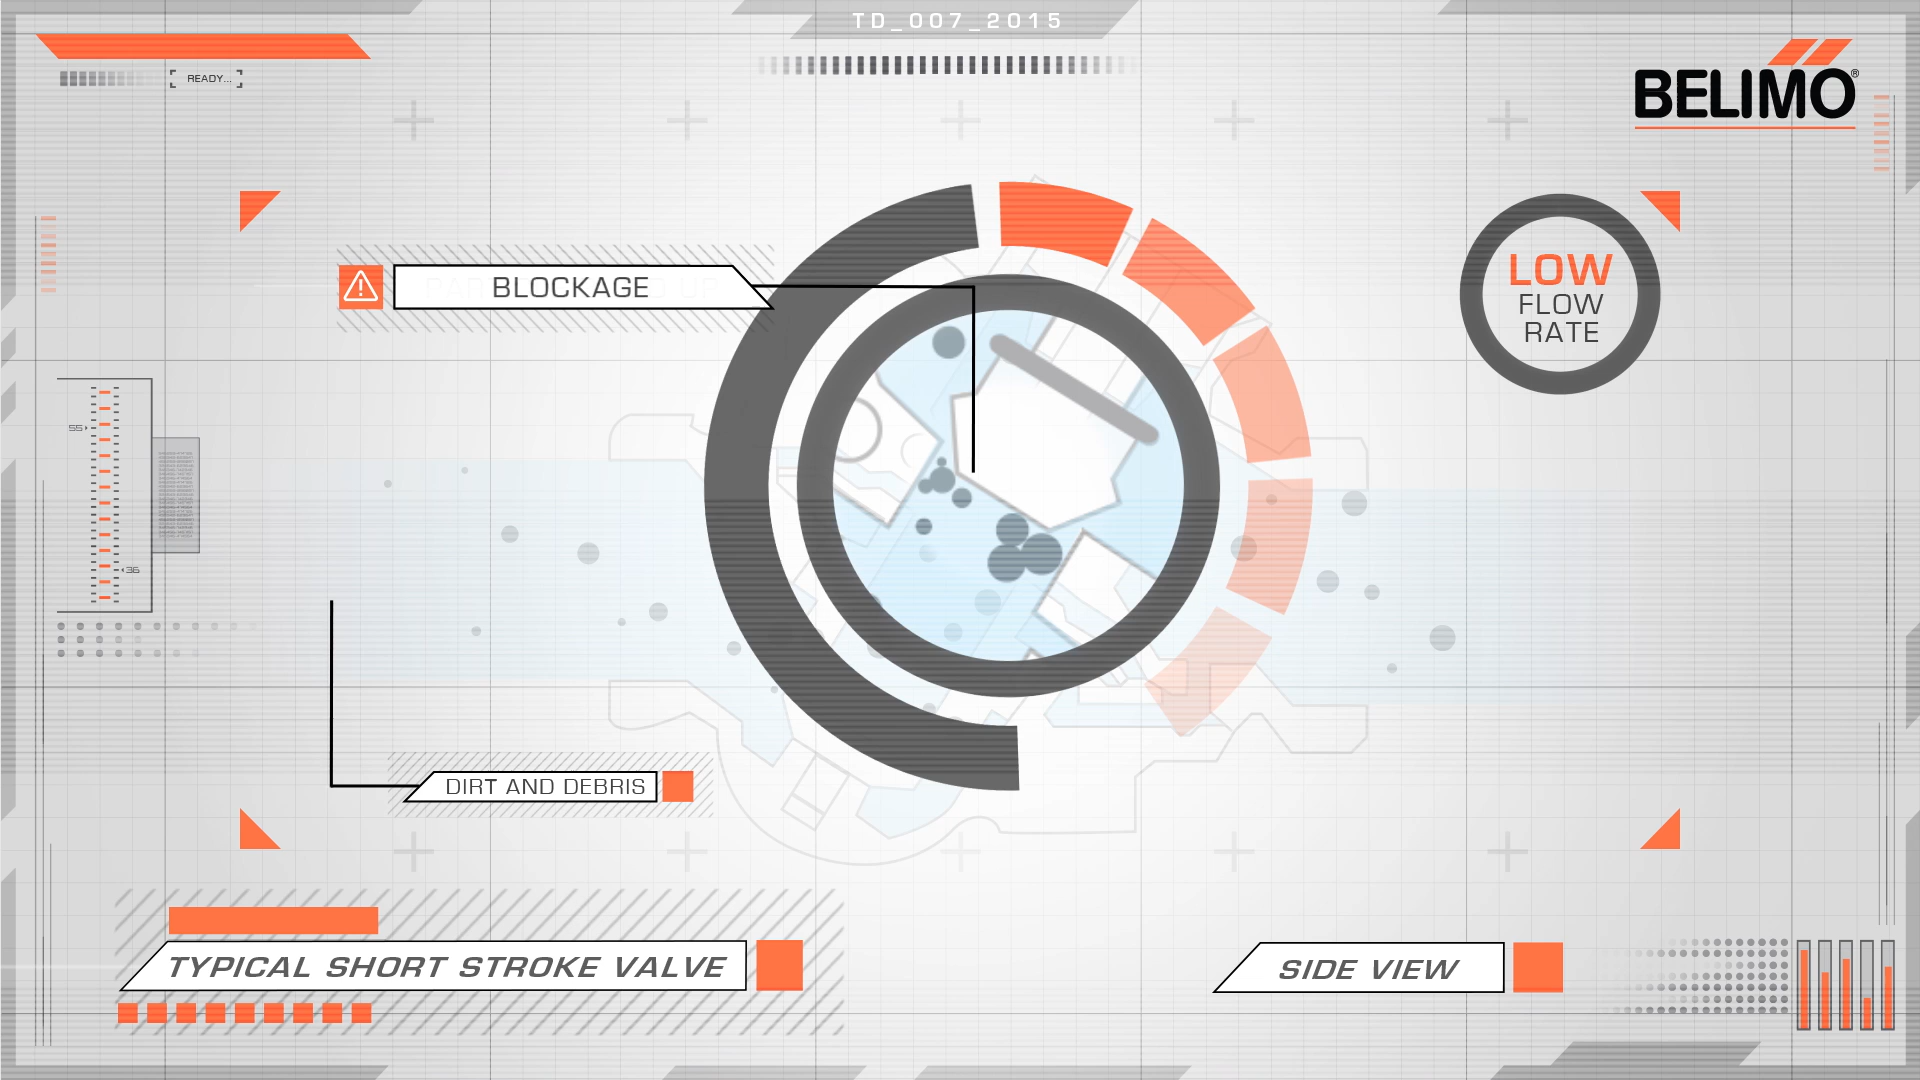 TD_007_2015
READY...
BELIMO®
BLOCKAGE
LOW
FLOW
RATE
55
36
DIRT AND DEBRIS
TYPICAL SHORT STROKE VALVE
SIDE VIEW